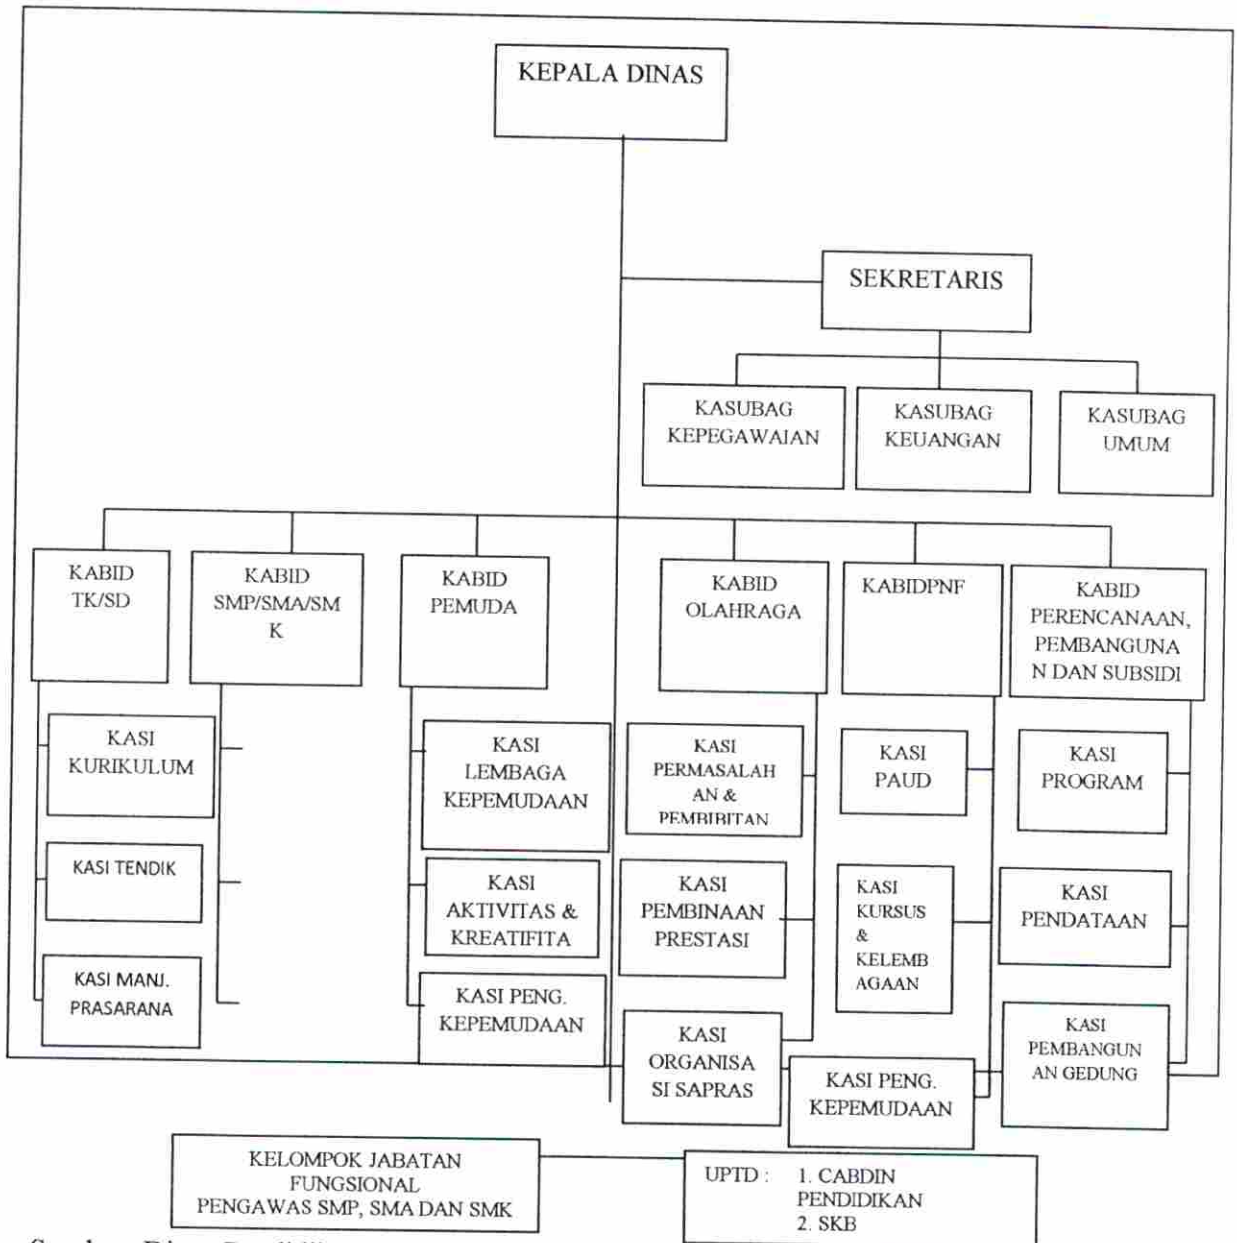 KEPALA DINAS
SEKRETARIS
KASUBAG
KEPEGAWAIAN
KASUBAG
KEUANGAN
KASUBAG
UMUM
KABID
TK/SD
KABID
SMP/SMA/SM
K
KABID
PEMUDA
KABID
OLAHRAGA
KABIDPNF
KABID
PERENCANAAN,
PEMBANGUNA
N DAN SUBSIDI
KASI
KURIKULUM
KASI
LEMBAGA
KEPEMUDAAN
KASI
PERMASALAH
AN &
PEMBIBITAN
KASI
PAUD
KASI
PROGRAM
KASI TENDIK
KASI
AKTIVITAS &
KREATIFITA
KASI
PEMBINAAN
PRESTASI
KASI
KURSUS
&
KELEMB
AGAAN
KASI
PENDATAAN
KASI MANJ.
PRASARANA
KASI PENG.
KEPEMUDAAN
KASI
ORGANISA
SI SAPRAS
KASI PENG.
KEPEMUDAAN
KASI
PEMBANGUN
AN GEDUNG
KELOMPOK JABATAN
FUNGSIONAL
PENGAWAS SMP, SMA DAN SMK
UPTD : 1. CABDIN
PENDIDIKAN
2. SKB